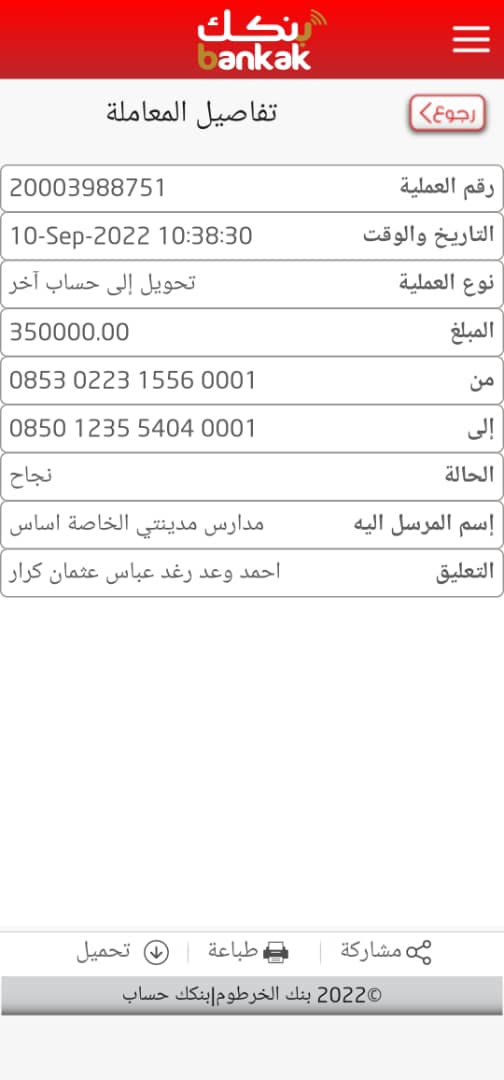 بنكك
bankak
رجوع
تفاصيل المعاملة
رقم العملية 20003988751
التاريخ والوقت 10-Sep-2022 10:38:30
نوع العملية تحويل إلى حساب آخر
المبلغ 350000.00
من 0853 0223 1556 0001
إلى 0850 1235 5404 0001
الحالة نجاح
إسم المرسل اليه مدارس مدينتي الخاصة اساس
التعليق احمد وعد رغد عباس عثمان كرار
مشاركة طباعة تحميل
©2022 بنك الخرطوم|بنكك حساب